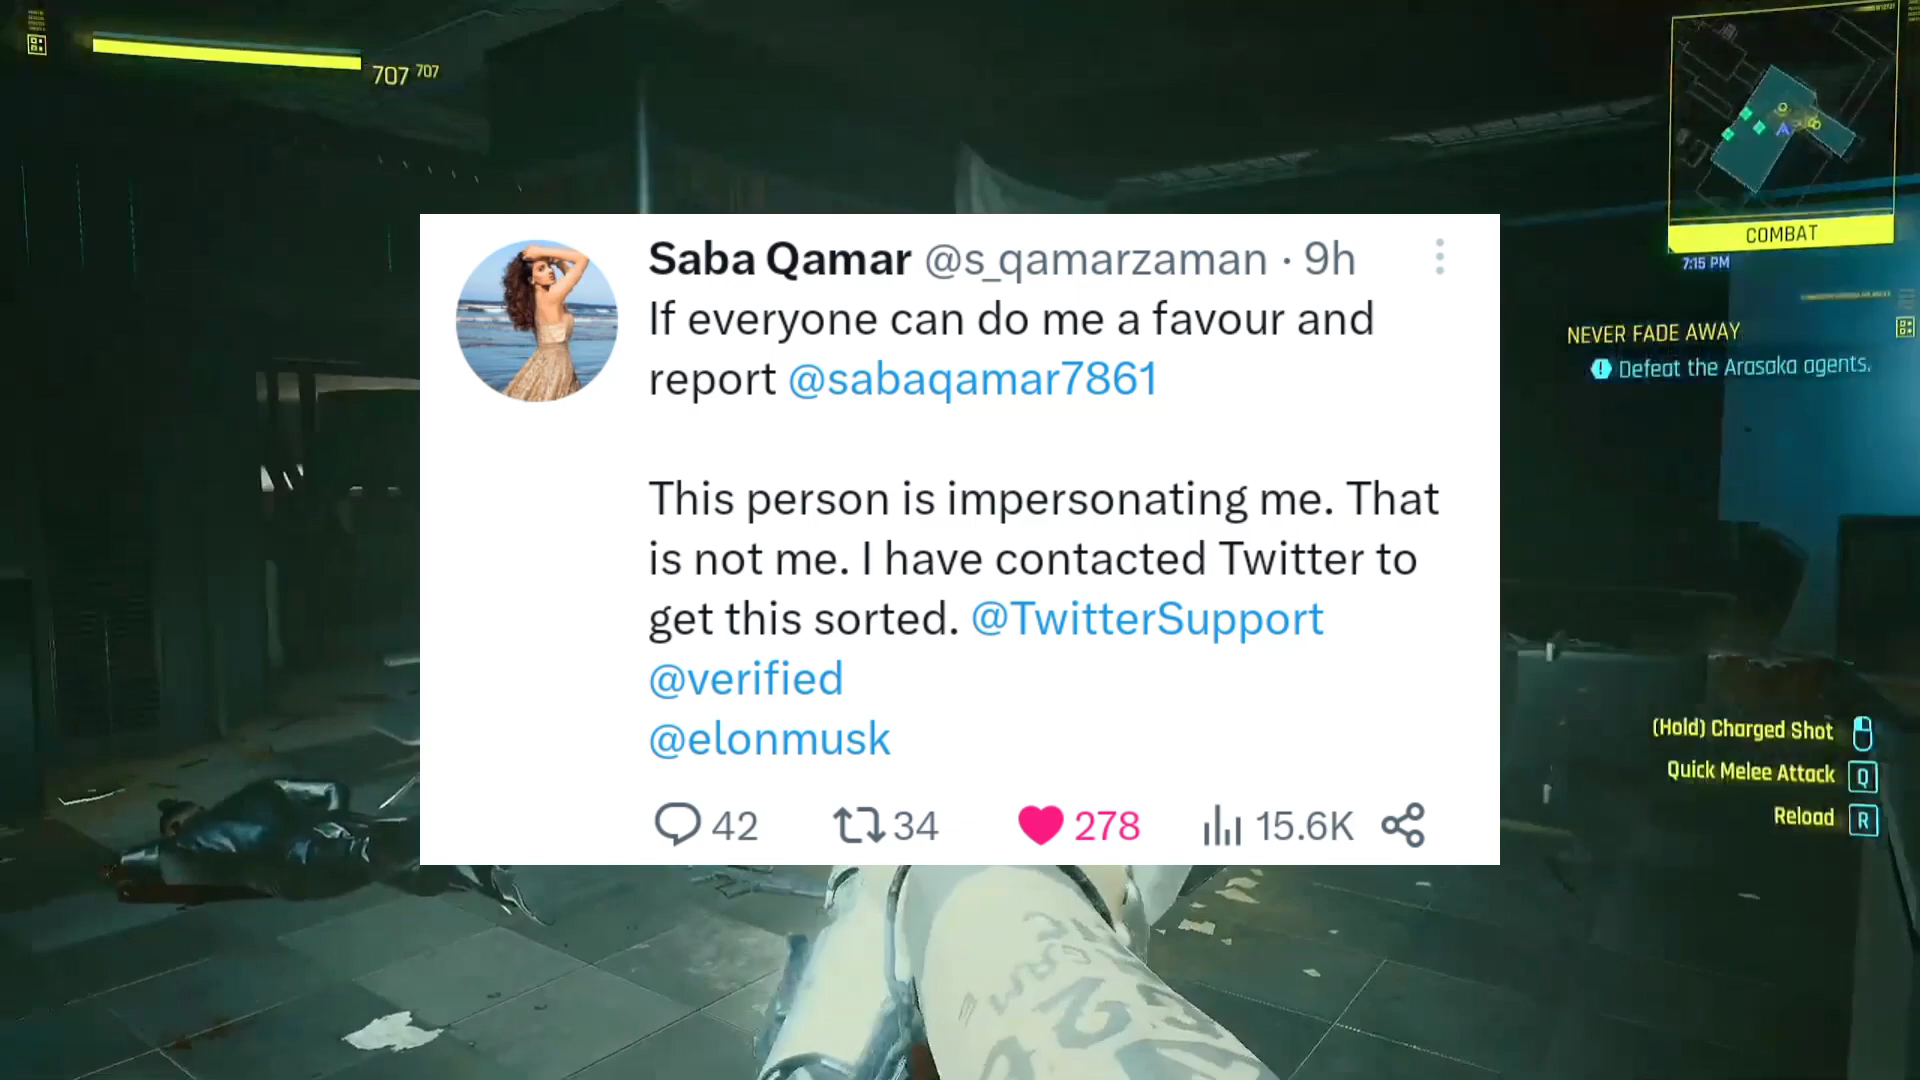 707 707
COMBAT
7:15 PM
NEVER FADE AWAY
Defeat the Arasaka agents.
Saba Qamar @s_qamarzaman · 9h
If everyone can do me a favour and
report @sabaqamar7861
This person is impersonating me. That
is not me. I have contacted Twitter to
get this sorted. @TwitterSupport
@verified
@elonmusk
42 34 278 15.6K
(Hold) Charged Shot
Quick Melee Attack Q
Reload R